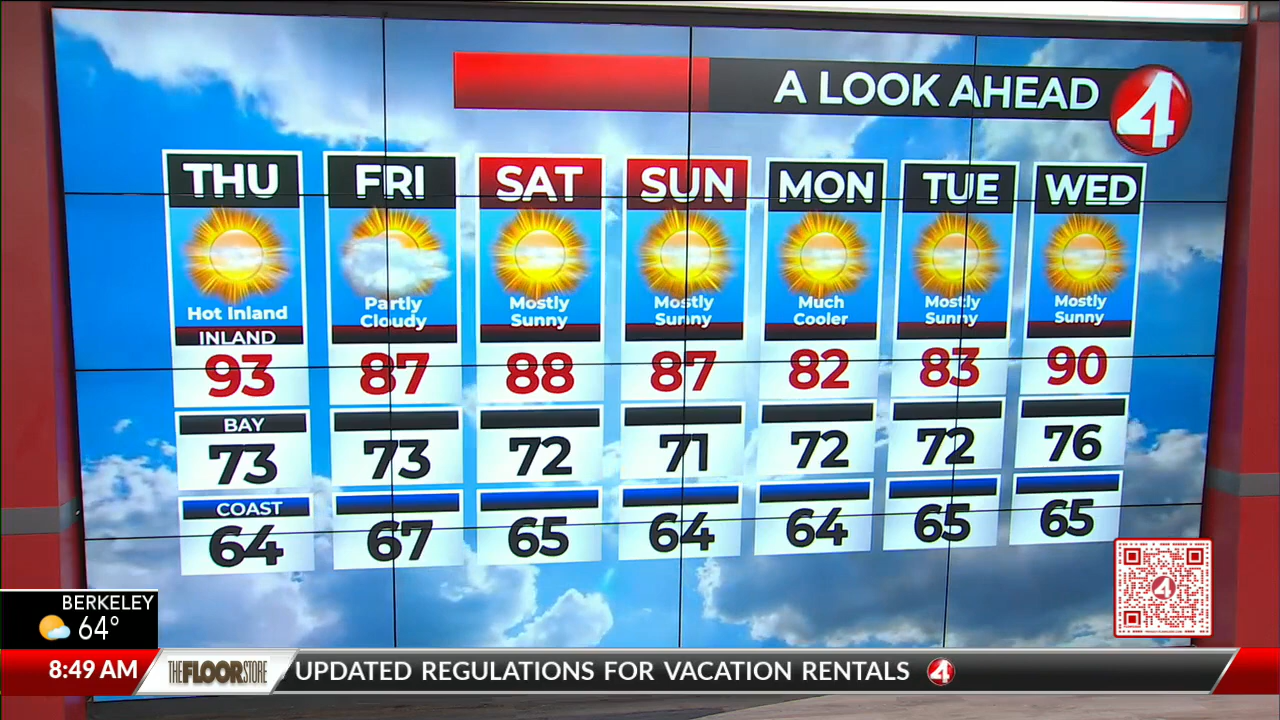 A LOOK AHEAD
4
THU FRI SAT SUN MON TUE WED
Hot Inland
Partly
Cloudy
Mostly
Sunny
Mostly
Sunny
Much
Cooler
Mostly
Sunny
Mostly
Sunny
INLAND
93 87 88 87 82 83 90
BAY
73 73 72 71 72 72 76
COAST
64 67 65 64 64 65 65
4
BERKELEY
64°
8:49 AM
THE FLOOR STORE
UPDATED REGULATIONS FOR VACATION RENTALS
4